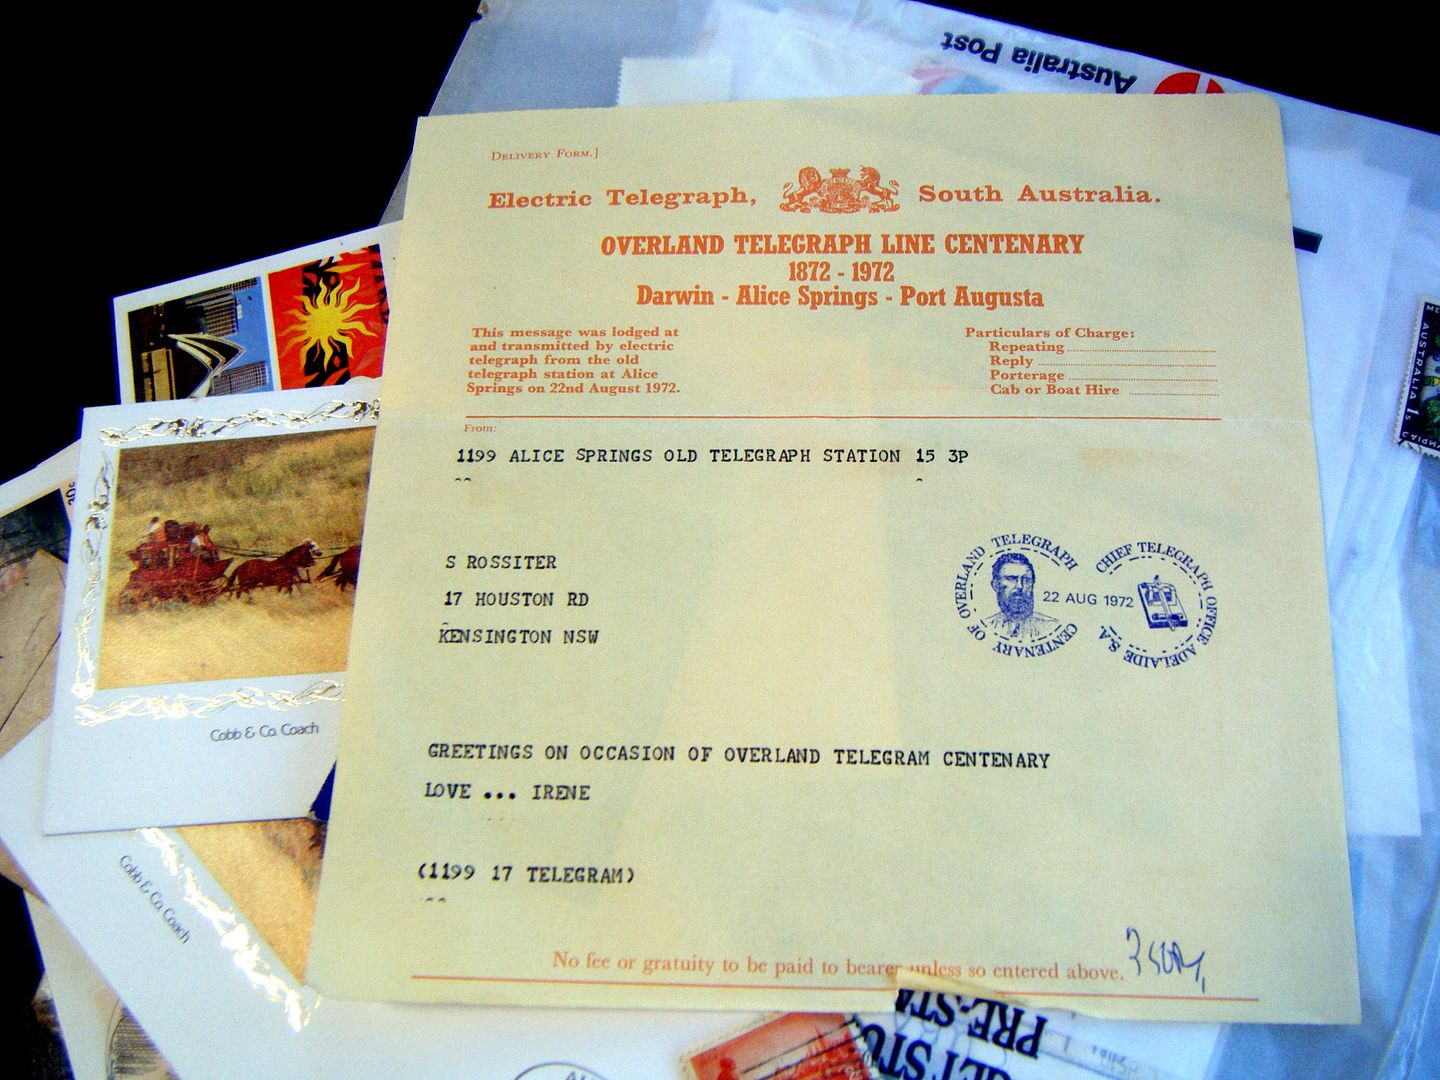 Australia Post
DELIVERY FORM.]
Electric Telegraph, South Australia.
OVERLAND TELEGRAPH LINE CENTENARY
1872 - 1972
Darwin - Alice Springs - Port Augusta
This message was lodged at
and transmitted by electric
telegraph from the old
telegraph station at Alice
Springs on 22nd August 1972.
Particulars of Charge:
Repeating
Reply
Porterage
Cab or Boat Hire
From:
1199 ALICE SPRINGS OLD TELEGRAPH STATION 15 3P
S ROSSITER
17 HOUSTON RD
KENSINGTON NSW
CENTENARY OF OVERLAND TELEGRAPH
22 AUG 1972
CHIEF TELEGRAPH OFFICE ADELAIDE S.A.
GREETINGS ON OCCASION OF OVERLAND TELEGRAM CENTENARY
LOVE ... IRENE
(1199 17 TELEGRAM)
No fee or gratuity to be paid to bearer unless so entered above.
Cobb & Co. Coach
Cobb & Co. Coach
AUSTRALIA
PRE-STA
GET STU